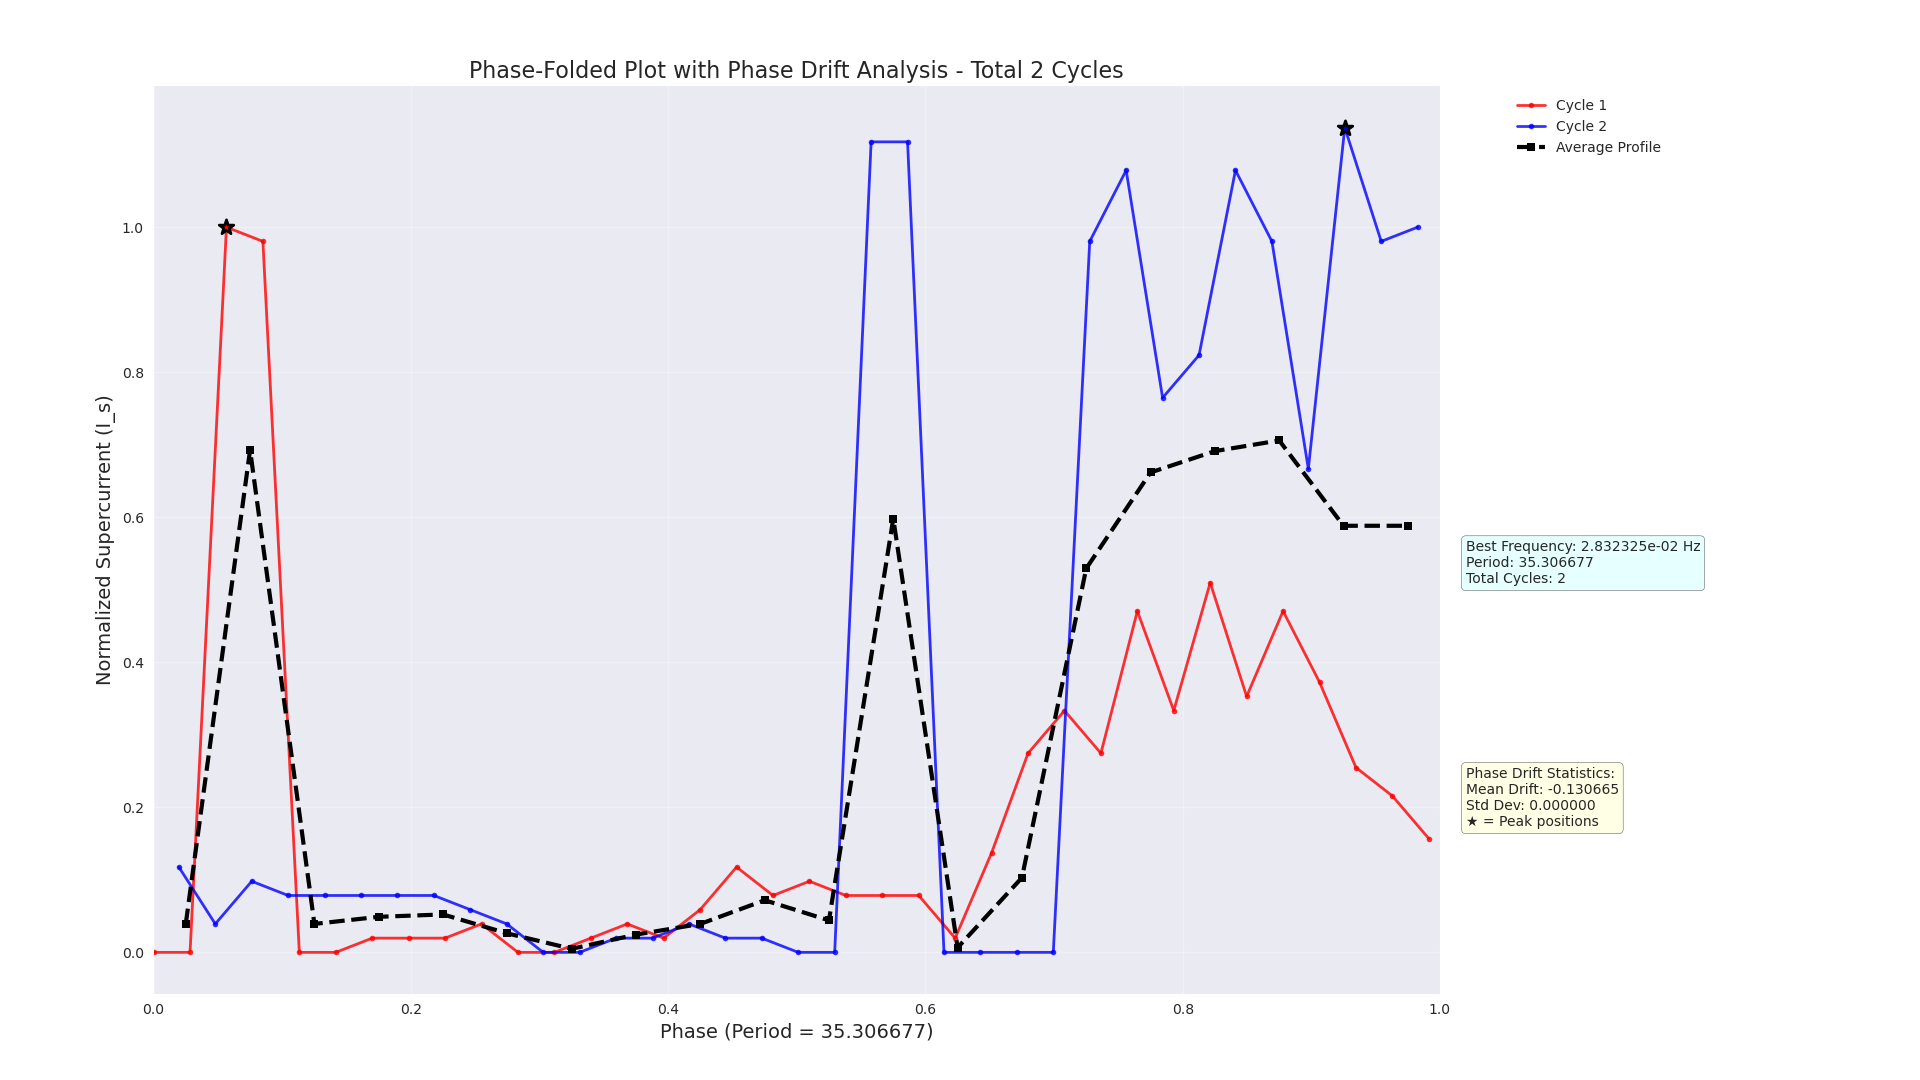 Phase-Folded Plot with Phase Drift Analysis - Total 2 Cycles
Cycle 1
Cycle 2
Average Profile
Normalized Supercurrent (I_s)
1.0
0.8
0.6
0.4
0.2
0.0
0.0
0.2
0.4
0.6
0.8
1.0
Phase (Period = 35.306677)
Best Frequency: 2.832325e-02 Hz
Period: 35.306677
Total Cycles: 2
Phase Drift Statistics:
Mean Drift: -0.130665
Std Dev: 0.000000
★ = Peak positions